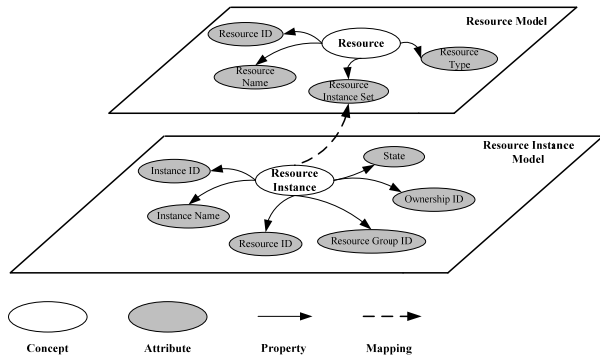 Resource Model
Resource ID
Resource
Resource
Type
Resource
Name
Resource
Instance Set
Resource Instance
Model
State
Instance ID
Resource
Instance
Ownership ID
Instance Name
Resource ID
Resource Group ID
Concept
Attribute
Property
Mapping